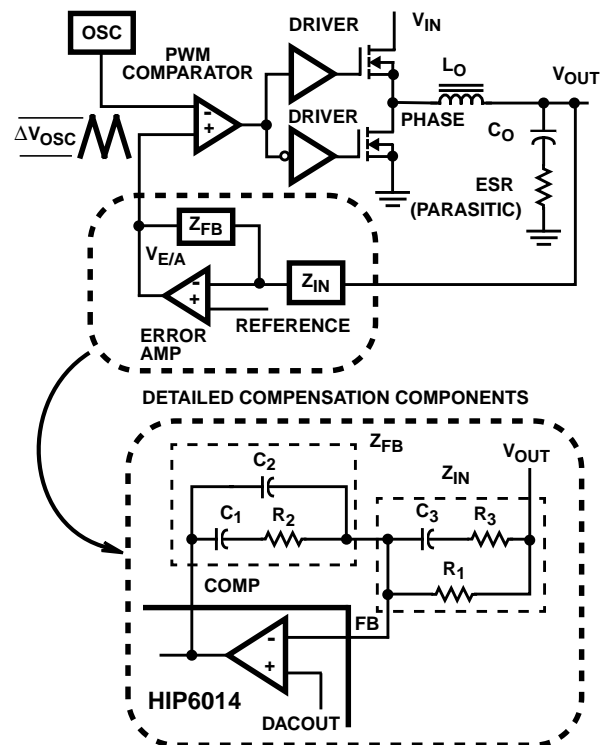 OSC
DRIVER
V_IN
PWM
COMPARATOR
L_O
V_OUT
DRIVER
PHASE
ΔV_OSC
C_O
ESR
(PARASITIC)
Z_FB
V_E/A
Z_IN
REFERENCE
ERROR
AMP
DETAILED COMPENSATION COMPONENTS
Z_FB
V_OUT
Z_IN
C_2
C_1
R_2
C_3
R_3
R_1
COMP
FB
HIP6014
DACOUT